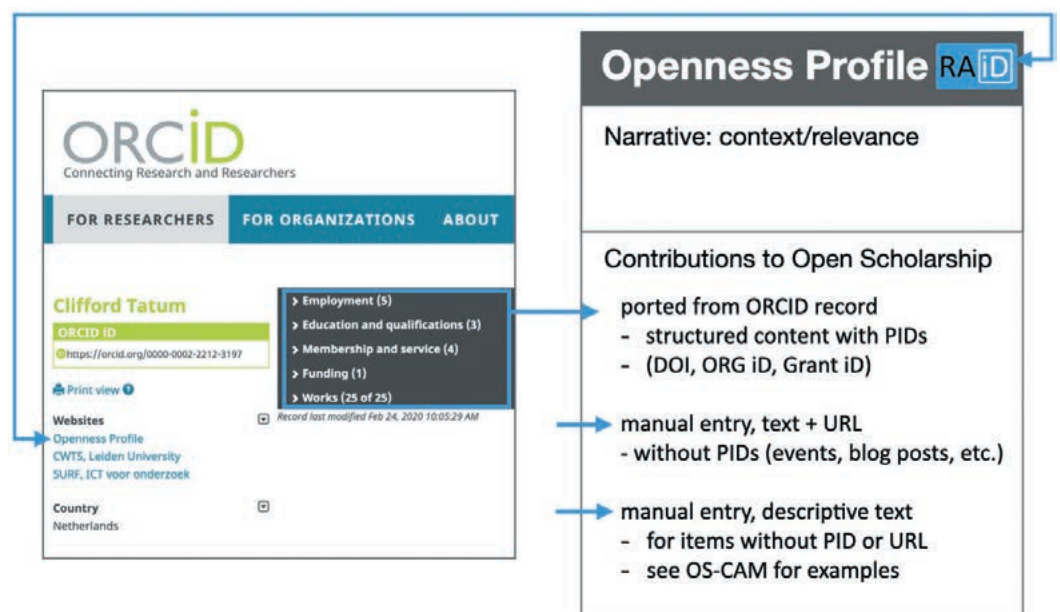 ORCiD
Connecting Research and Researchers
FOR RESEARCHERS FOR ORGANIZATIONS ABOUT
Clifford Tatum
ORCID iD
iD https://orcid.org/0000-0002-2212-3197
Print view ?
Websites
Openness Profile
CWTS, Leiden University
SURF, ICT voor onderzoek
Country
Netherlands
> Employment (5)
> Education and qualifications (3)
> Membership and service (4)
> Funding (1)
> Works (25 of 25)
Record last modified Feb 24, 2020 10:05:29 AM
Openness Profile RAiD
Narrative: context/relevance
Contributions to Open Scholarship
ported from ORCID record
- structured content with PIDs
- (DOI, ORG iD, Grant iD)
manual entry, text + URL
- without PIDs (events, blog posts, etc.)
manual entry, descriptive text
- for items without PID or URL
- see OS-CAM for examples